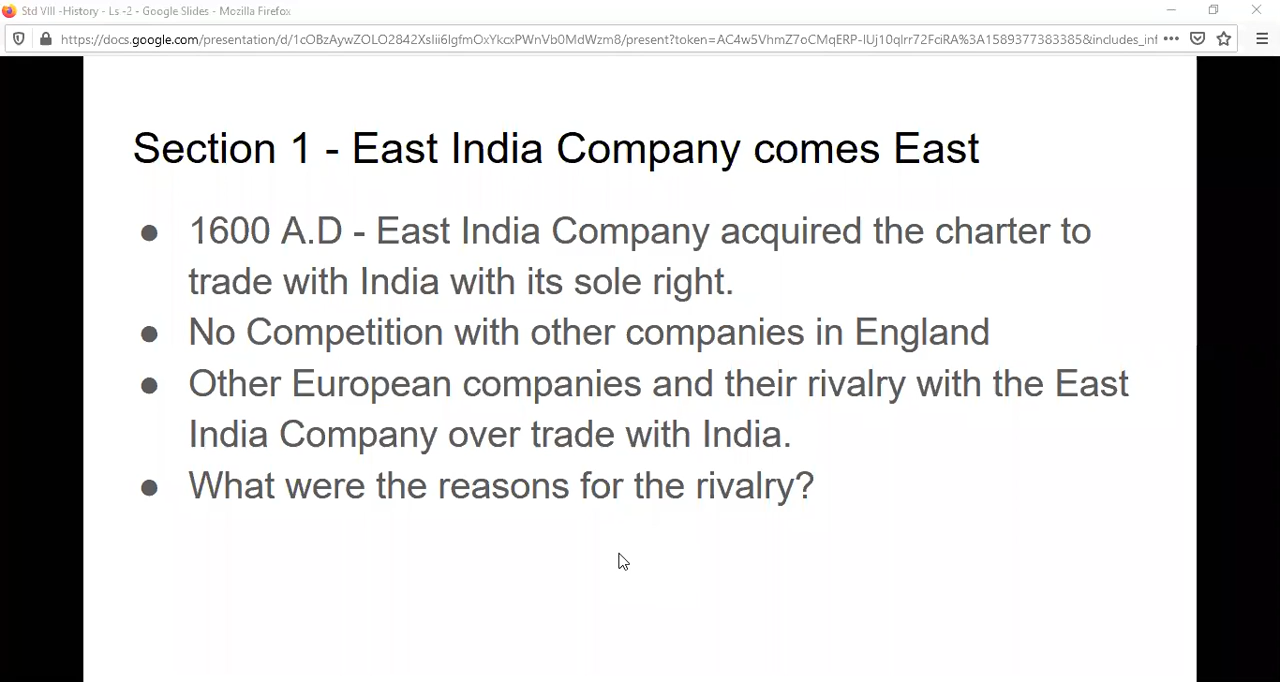 Std VIII -History - Ls -2 - Google Slides - Mozilla Firefox
https://docs.google.com/presentation/d/1cOBzAywZOLO2842XsIii6IgfmOxYkcxPWnVb0MdWzm8/present?token=AC4w5VhmZ7oCMqERP-IUj10qlrr72FciRA%3A1589377383385&includes_inf
Section 1 - East India Company comes East
● 1600 A.D - East India Company acquired the charter to
trade with India with its sole right.
● No Competition with other companies in England
● Other European companies and their rivalry with the East
India Company over trade with India.
● What were the reasons for the rivalry?